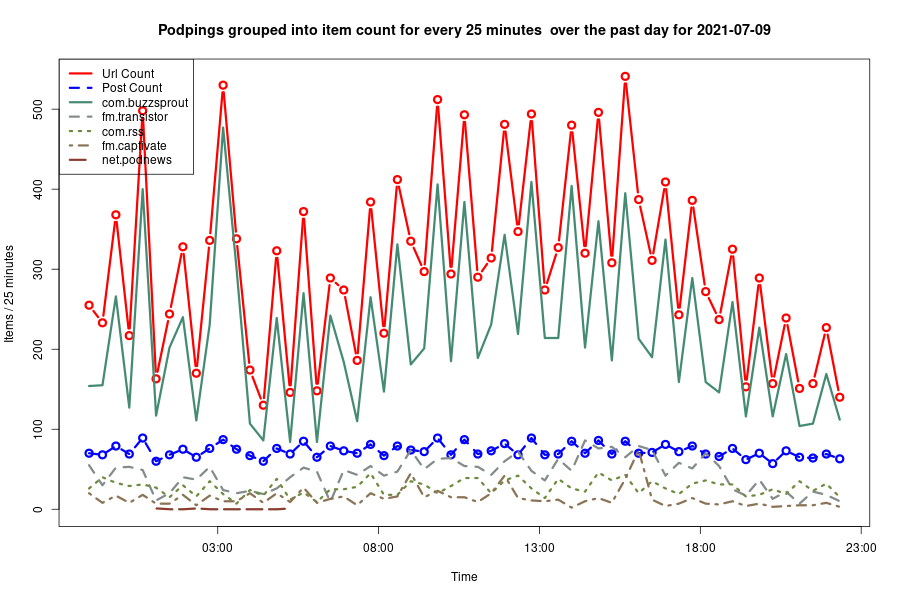 Podpings grouped into item count for every 25 minutes  over the past day for 2021-07-09
Url Count
Post Count
com.buzzsprout
fm.transistor
com.rss
fm.captivate
net.podnews
500
400
300
200
100
0
Items / 25 minutes
03:00 08:00 13:00 18:00 23:00
Time